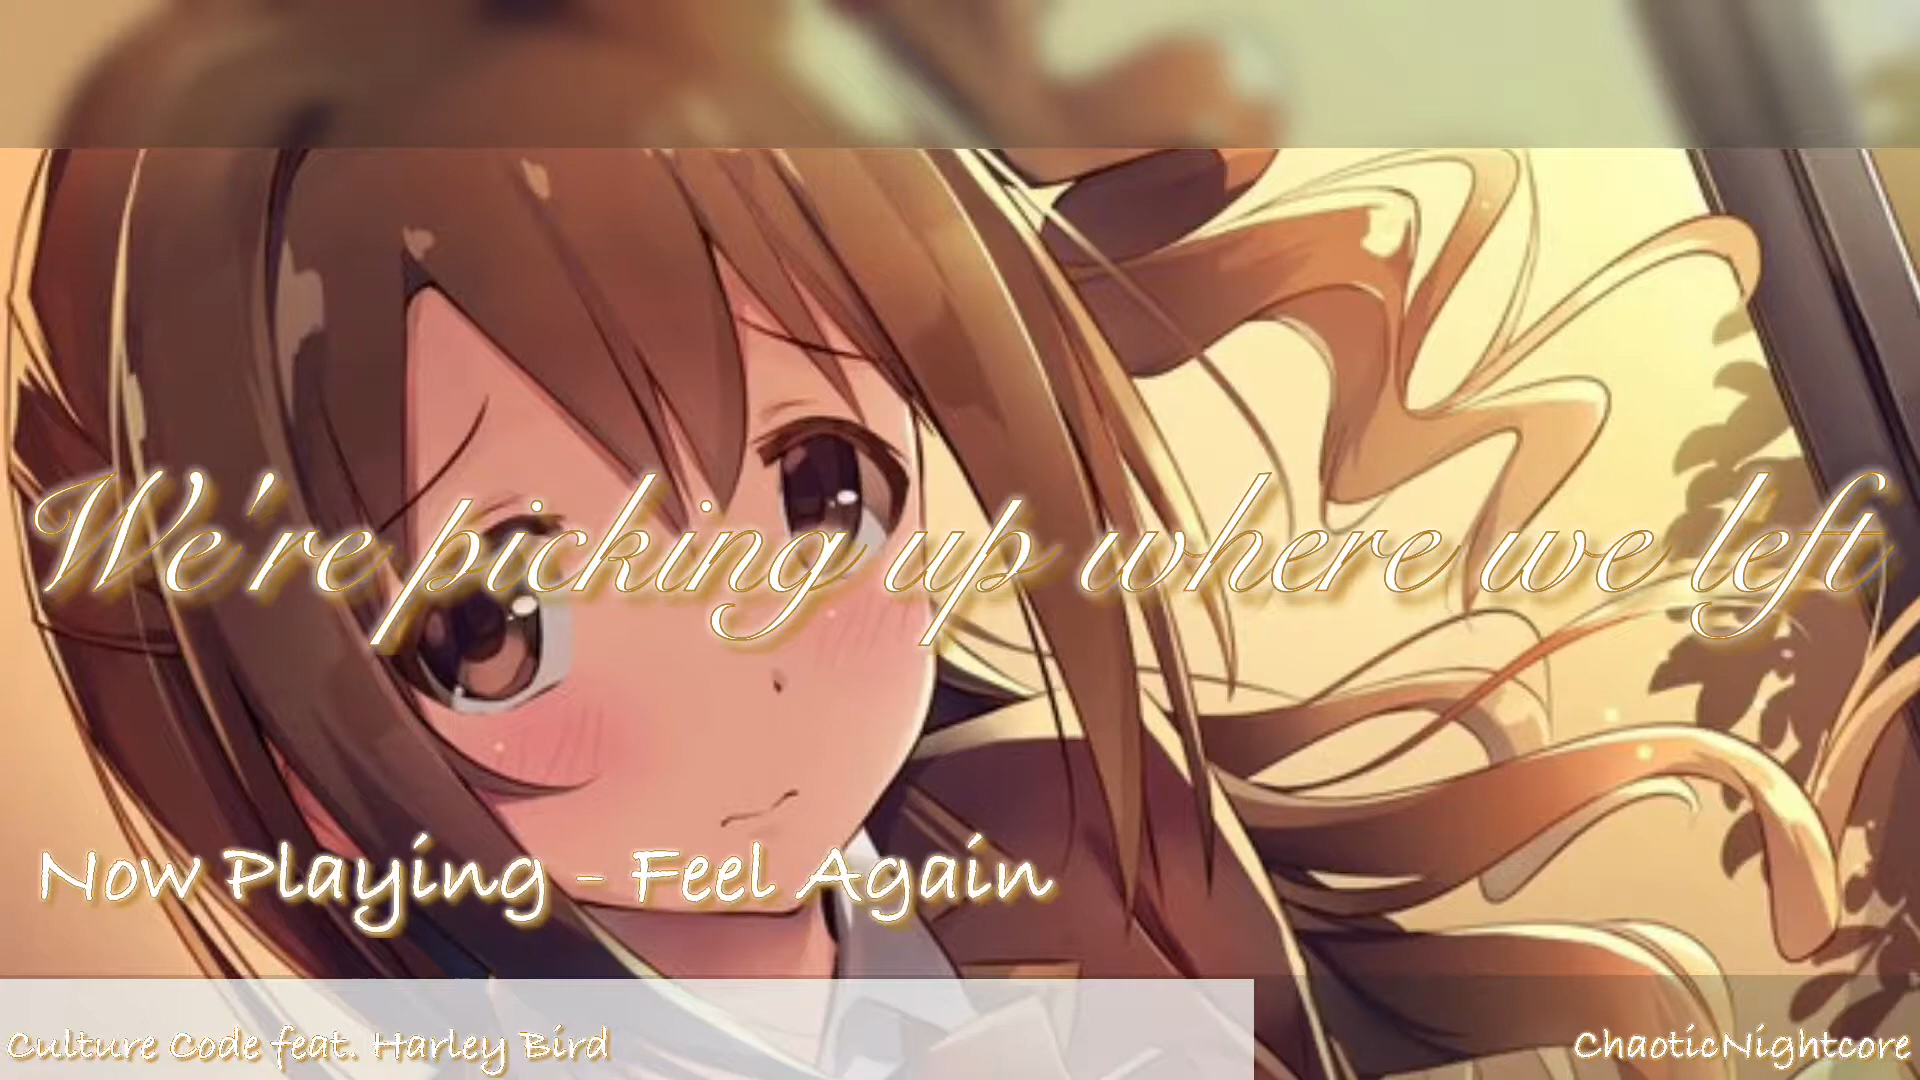 We're picking up where we left
Now Playing - Feel Again
Culture Code feat. Harley Bird
ChaoticNightcore